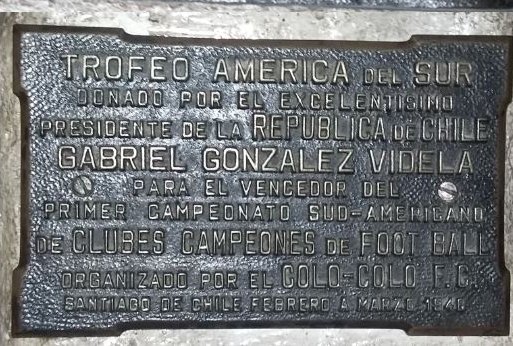 TROFEO AMERICA DEL SUR
DONADO POR EL EXCELENTISIMO
PRESIDENTE DE LA REPUBLICA DE CHILE
GABRIEL GONZALEZ VIDELA
PARA EL VENCEDOR DEL
PRIMER CAMPEONATO SUD-AMERICANO
DE CLUBES CAMPEONES DE FOOT BALL
ORGANIZADO POR EL COLO-COLO F.C.
SANTIAGO DE CHILE FEBRERO A MARZO 1948